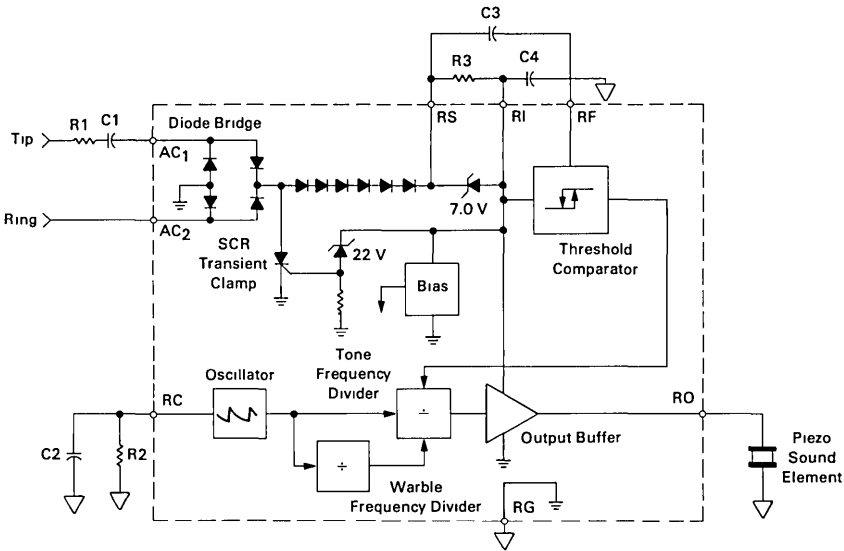 C3
R3
C4
RS
RI
RF
R1
C1
Diode Bridge
Tip
AC1
7.0 V
Ring
AC2
SCR
Transient
Clamp
22 V
Threshold
Comparator
Bias
Tone
Frequency
Divider
Oscillator
RC
÷
RO
Output Buffer
C2
R2
÷
Piezo
Sound
Element
Warble
Frequency Divider
RG